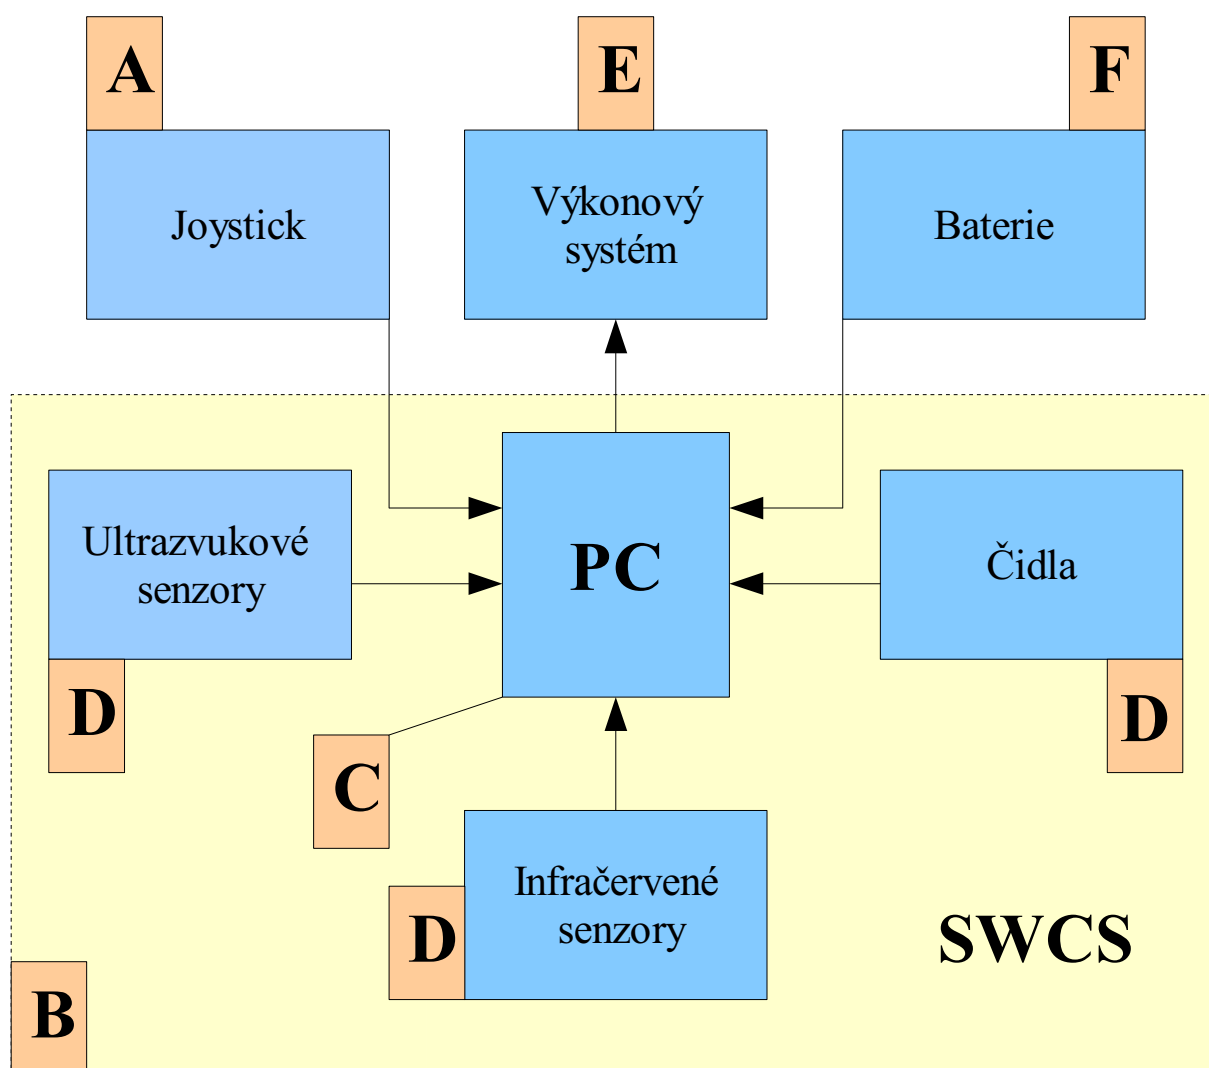 A
E
F
Joystick
Výkonový
systém
Baterie
Ultrazvukové
senzory
PC
Čidla
D
D
C
Infračervené
senzory
D
SWCS
B